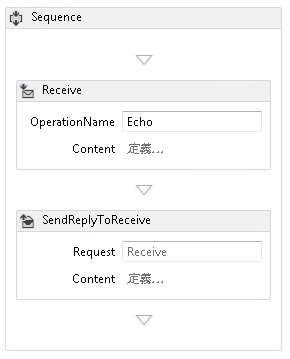 Sequence
Receive
OperationName Echo
Content 定義...
SendReplyToReceive
Request Receive
Content 定義...